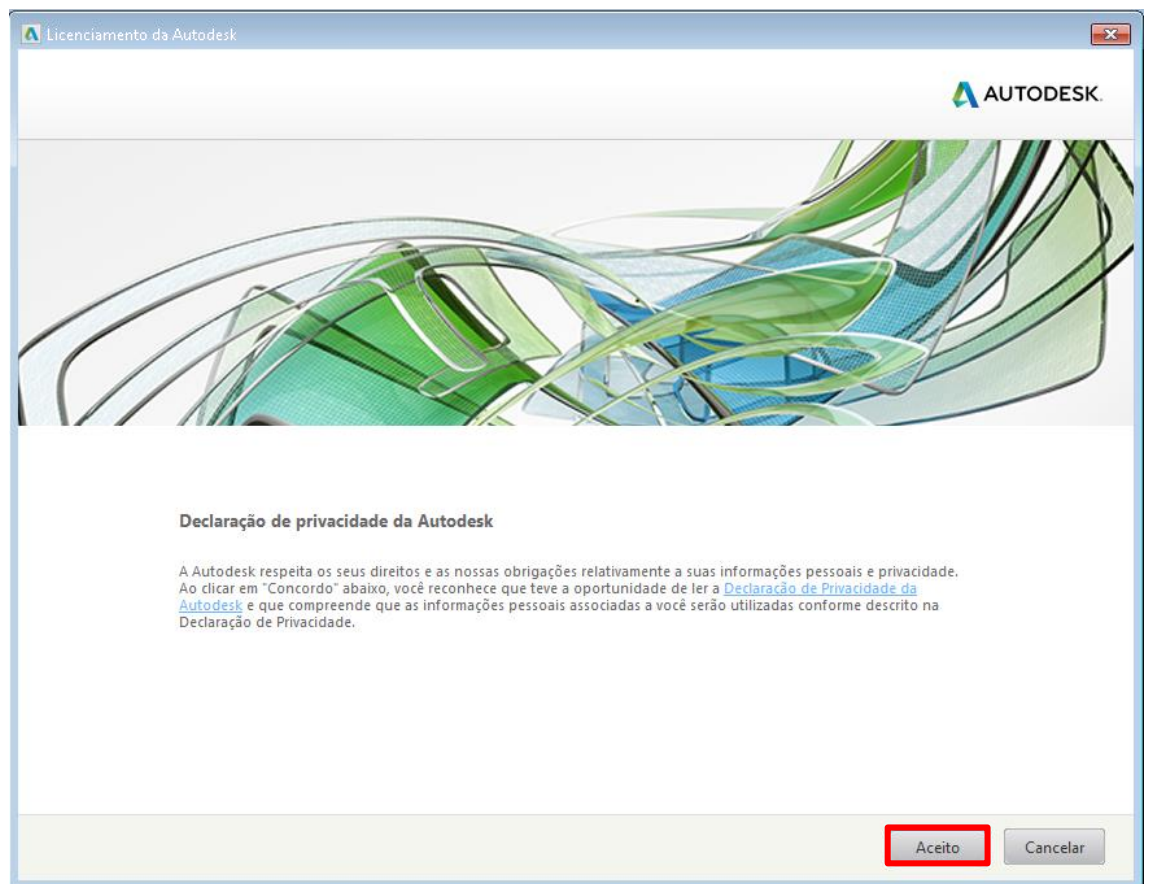 Licenciamento da Autodesk
AUTODESK.
Declaração de privacidade da Autodesk
A Autodesk respeita os seus direitos e as nossas obrigações relativamente a suas informações pessoais e privacidade.
Ao clicar em "Concordo" abaixo, você reconhece que teve a oportunidade de ler a Declaração de Privacidade da
Autodesk e que compreende que as informações pessoais associadas a você serão utilizadas conforme descrito na
Declaração de Privacidade.
Aceito
Cancelar